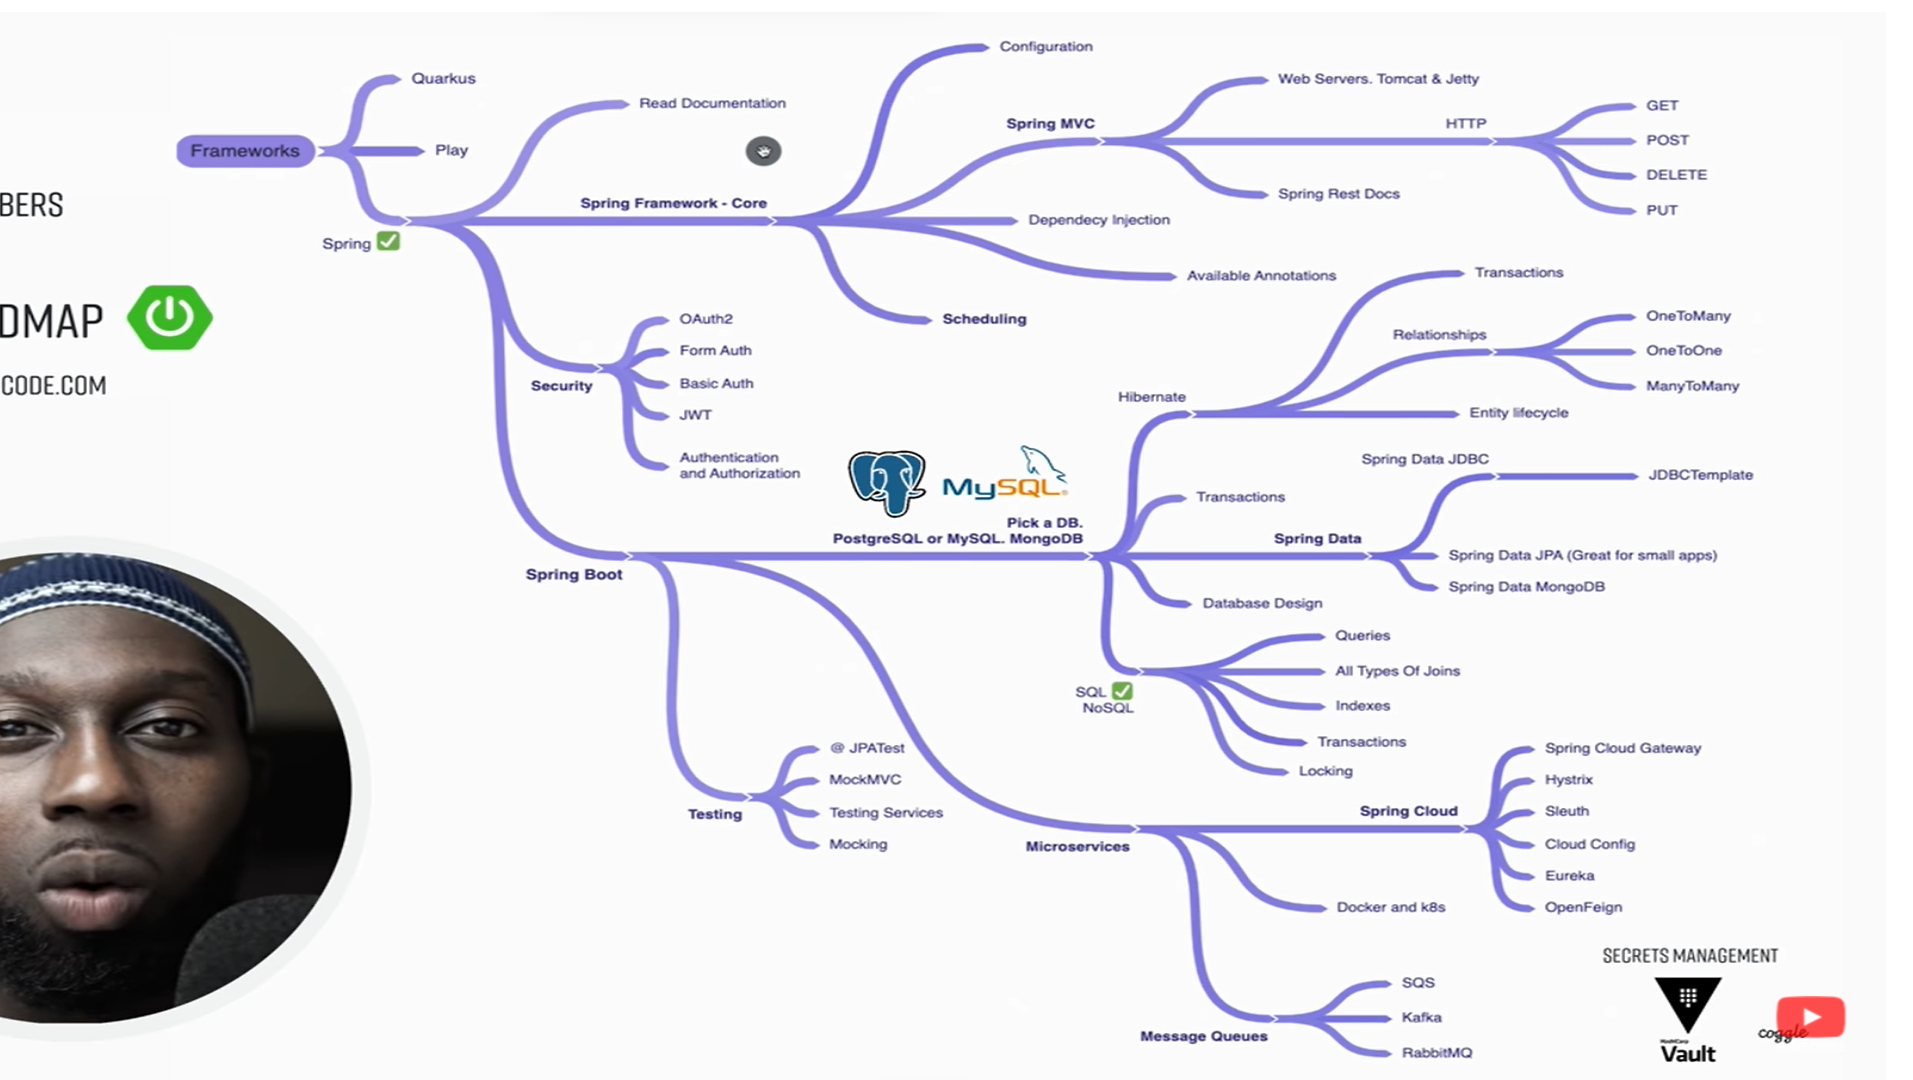 BERS
DMAP
CODE.COM
Frameworks
Quarkus
Play
Spring
Read Documentation
Spring Framework - Core
Configuration
Spring MVC
Web Servers. Tomcat & Jetty
HTTP
GET
POST
DELETE
PUT
Spring Rest Docs
Dependecy Injection
Available Annotations
Scheduling
Security
OAuth2
Form Auth
Basic Auth
JWT
Authentication
and Authorization
Spring Boot
MySQL®
Pick a DB.
PostgreSQL or MySQL. MongoDB
Hibernate
Transactions
Relationships
OneToMany
OneToOne
ManyToMany
Entity lifecycle
Transactions
Spring Data
Spring Data JDBC
JDBCTemplate
Spring Data JPA (Great for small apps)
Spring Data MongoDB
Database Design
SQL
NoSQL
Queries
All Types Of Joins
Indexes
Transactions
Locking
Testing
@ JPATest
MockMVC
Testing Services
Mocking
Microservices
Spring Cloud
Spring Cloud Gateway
Hystrix
Sleuth
Cloud Config
Eureka
OpenFeign
Docker and k8s
Message Queues
SQS
Kafka
RabbitMQ
SECRETS MANAGEMENT
HashiCorp
Vault
coggle